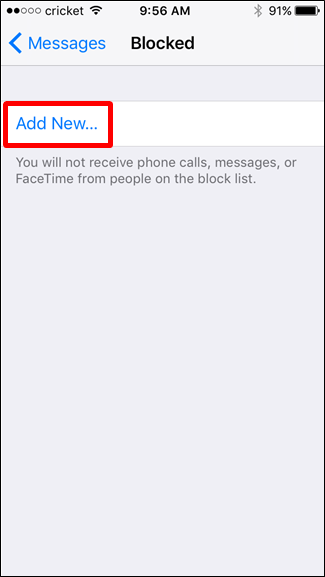 cricket 9:56 AM 91%
Messages Blocked
Add New...
You will not receive phone calls, messages, or
FaceTime from people on the block list.